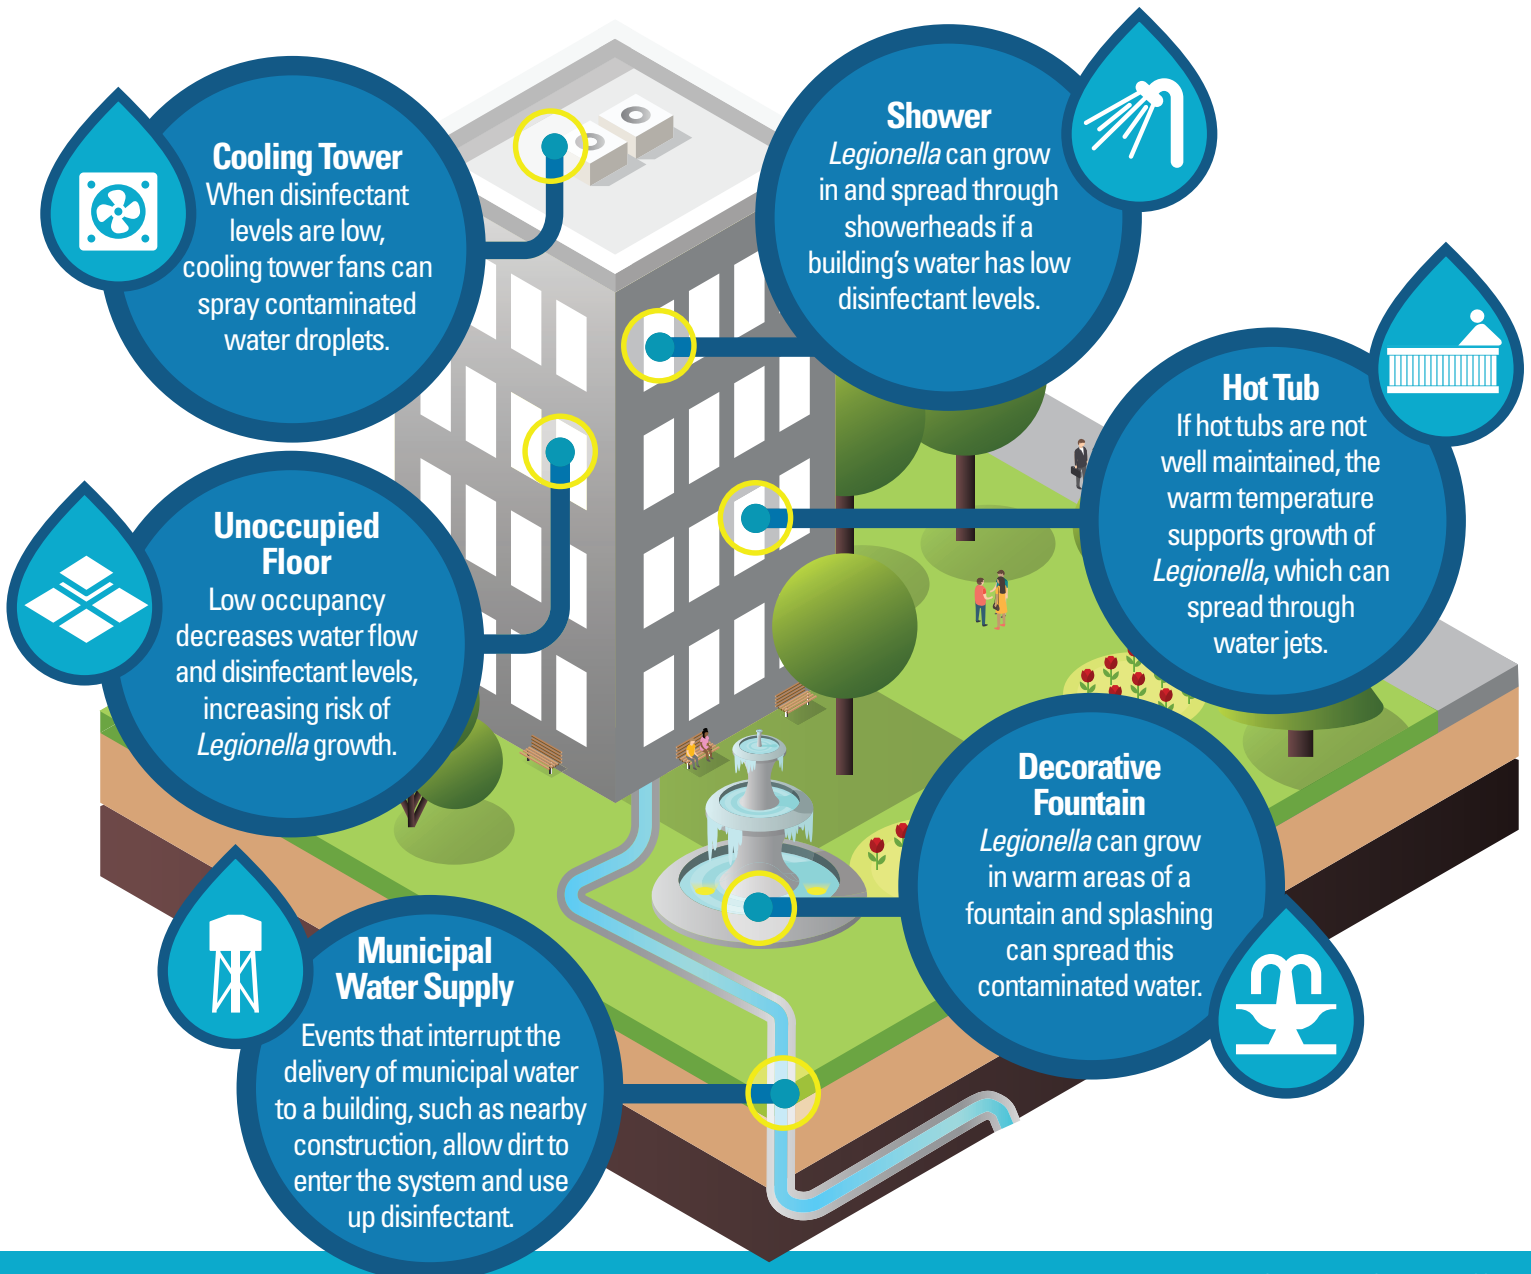 Cooling Tower
When disinfectant
levels are low,
cooling tower fans can
spray contaminated
water droplets.
Shower
Legionella can grow
in and spread through
showerheads if a
building's water has low
disinfectant levels.
Hot Tub
If hot tubs are not
well maintained, the
warm temperature
supports growth of
Legionella, which can
spread through
water jets.
Unoccupied
Floor
Low occupancy
decreases water flow
and disinfectant levels,
increasing risk of
Legionella growth.
Decorative
Fountain
Legionella can grow
in warm areas of a
fountain and splashing
can spread this
contaminated water.
Municipal
Water Supply
Events that interrupt the
delivery of municipal water
to a building, such as nearby
construction, allow dirt to
enter the system and use
up disinfectant.